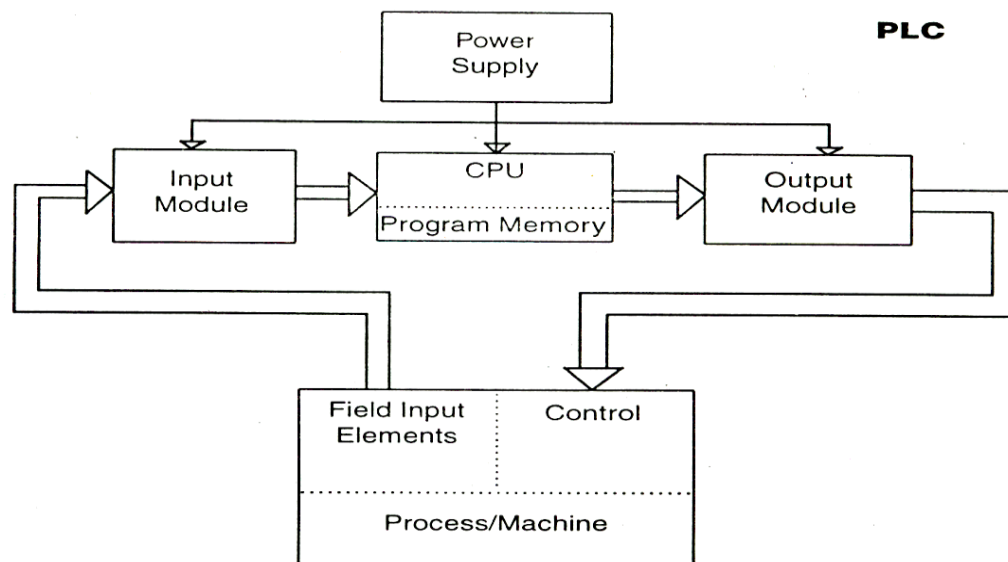 PLC
Power
Supply
Input
Module
CPU
Program Memory
Output
Module
Field Input
Elements
Control
Process/Machine